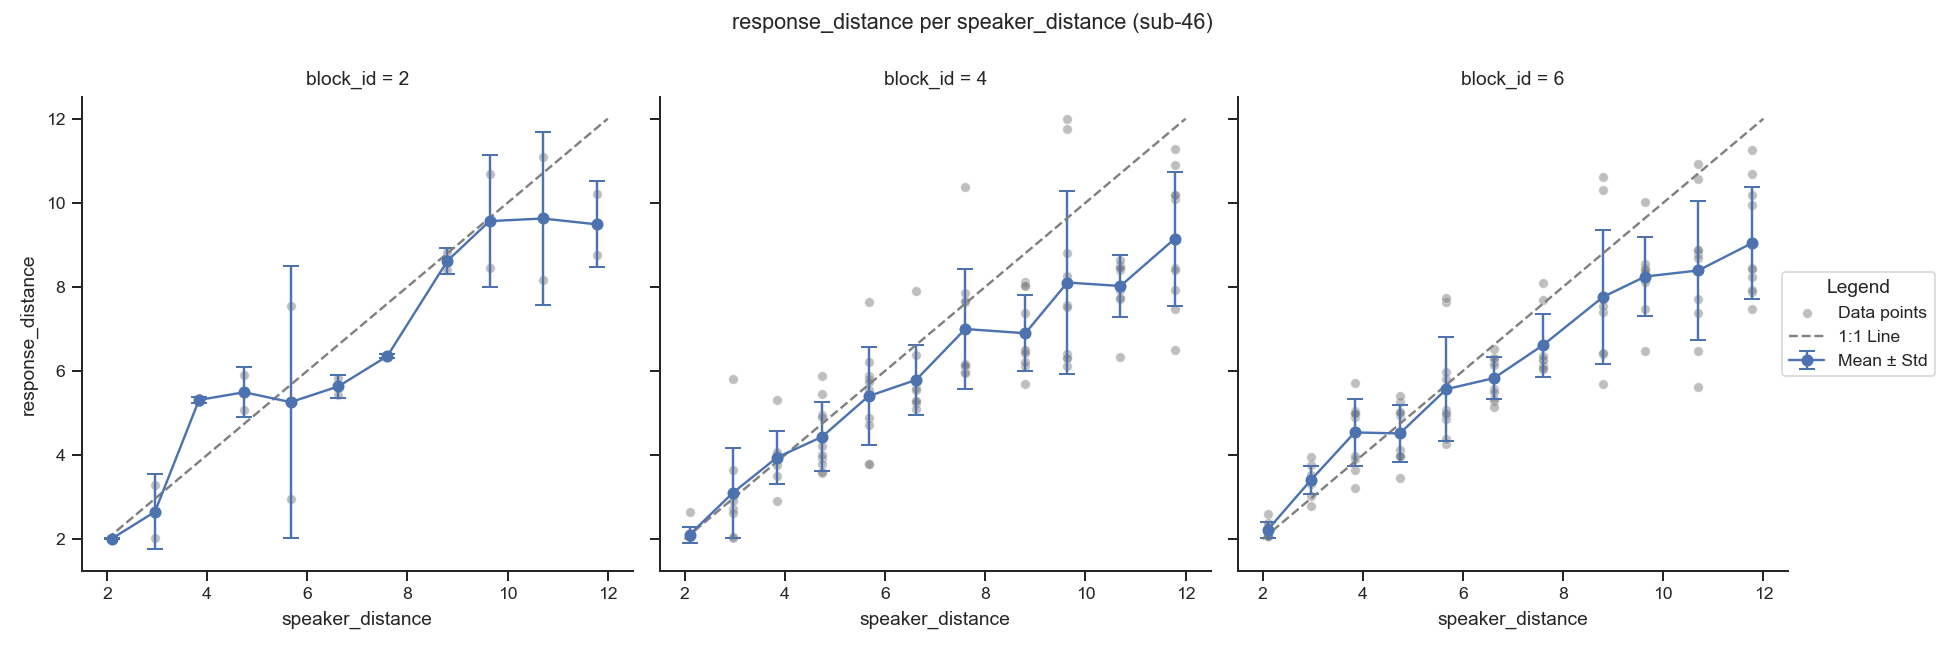 response_distance per speaker_distance (sub-46)
block_id = 2
block_id = 4
block_id = 6
response_distance
12
10
8
6
4
2
2 4 6 8 10 12
2 4 6 8 10 12
2 4 6 8 10 12
speaker_distance
speaker_distance
speaker_distance
Legend
Data points
1:1 Line
Mean ± Std